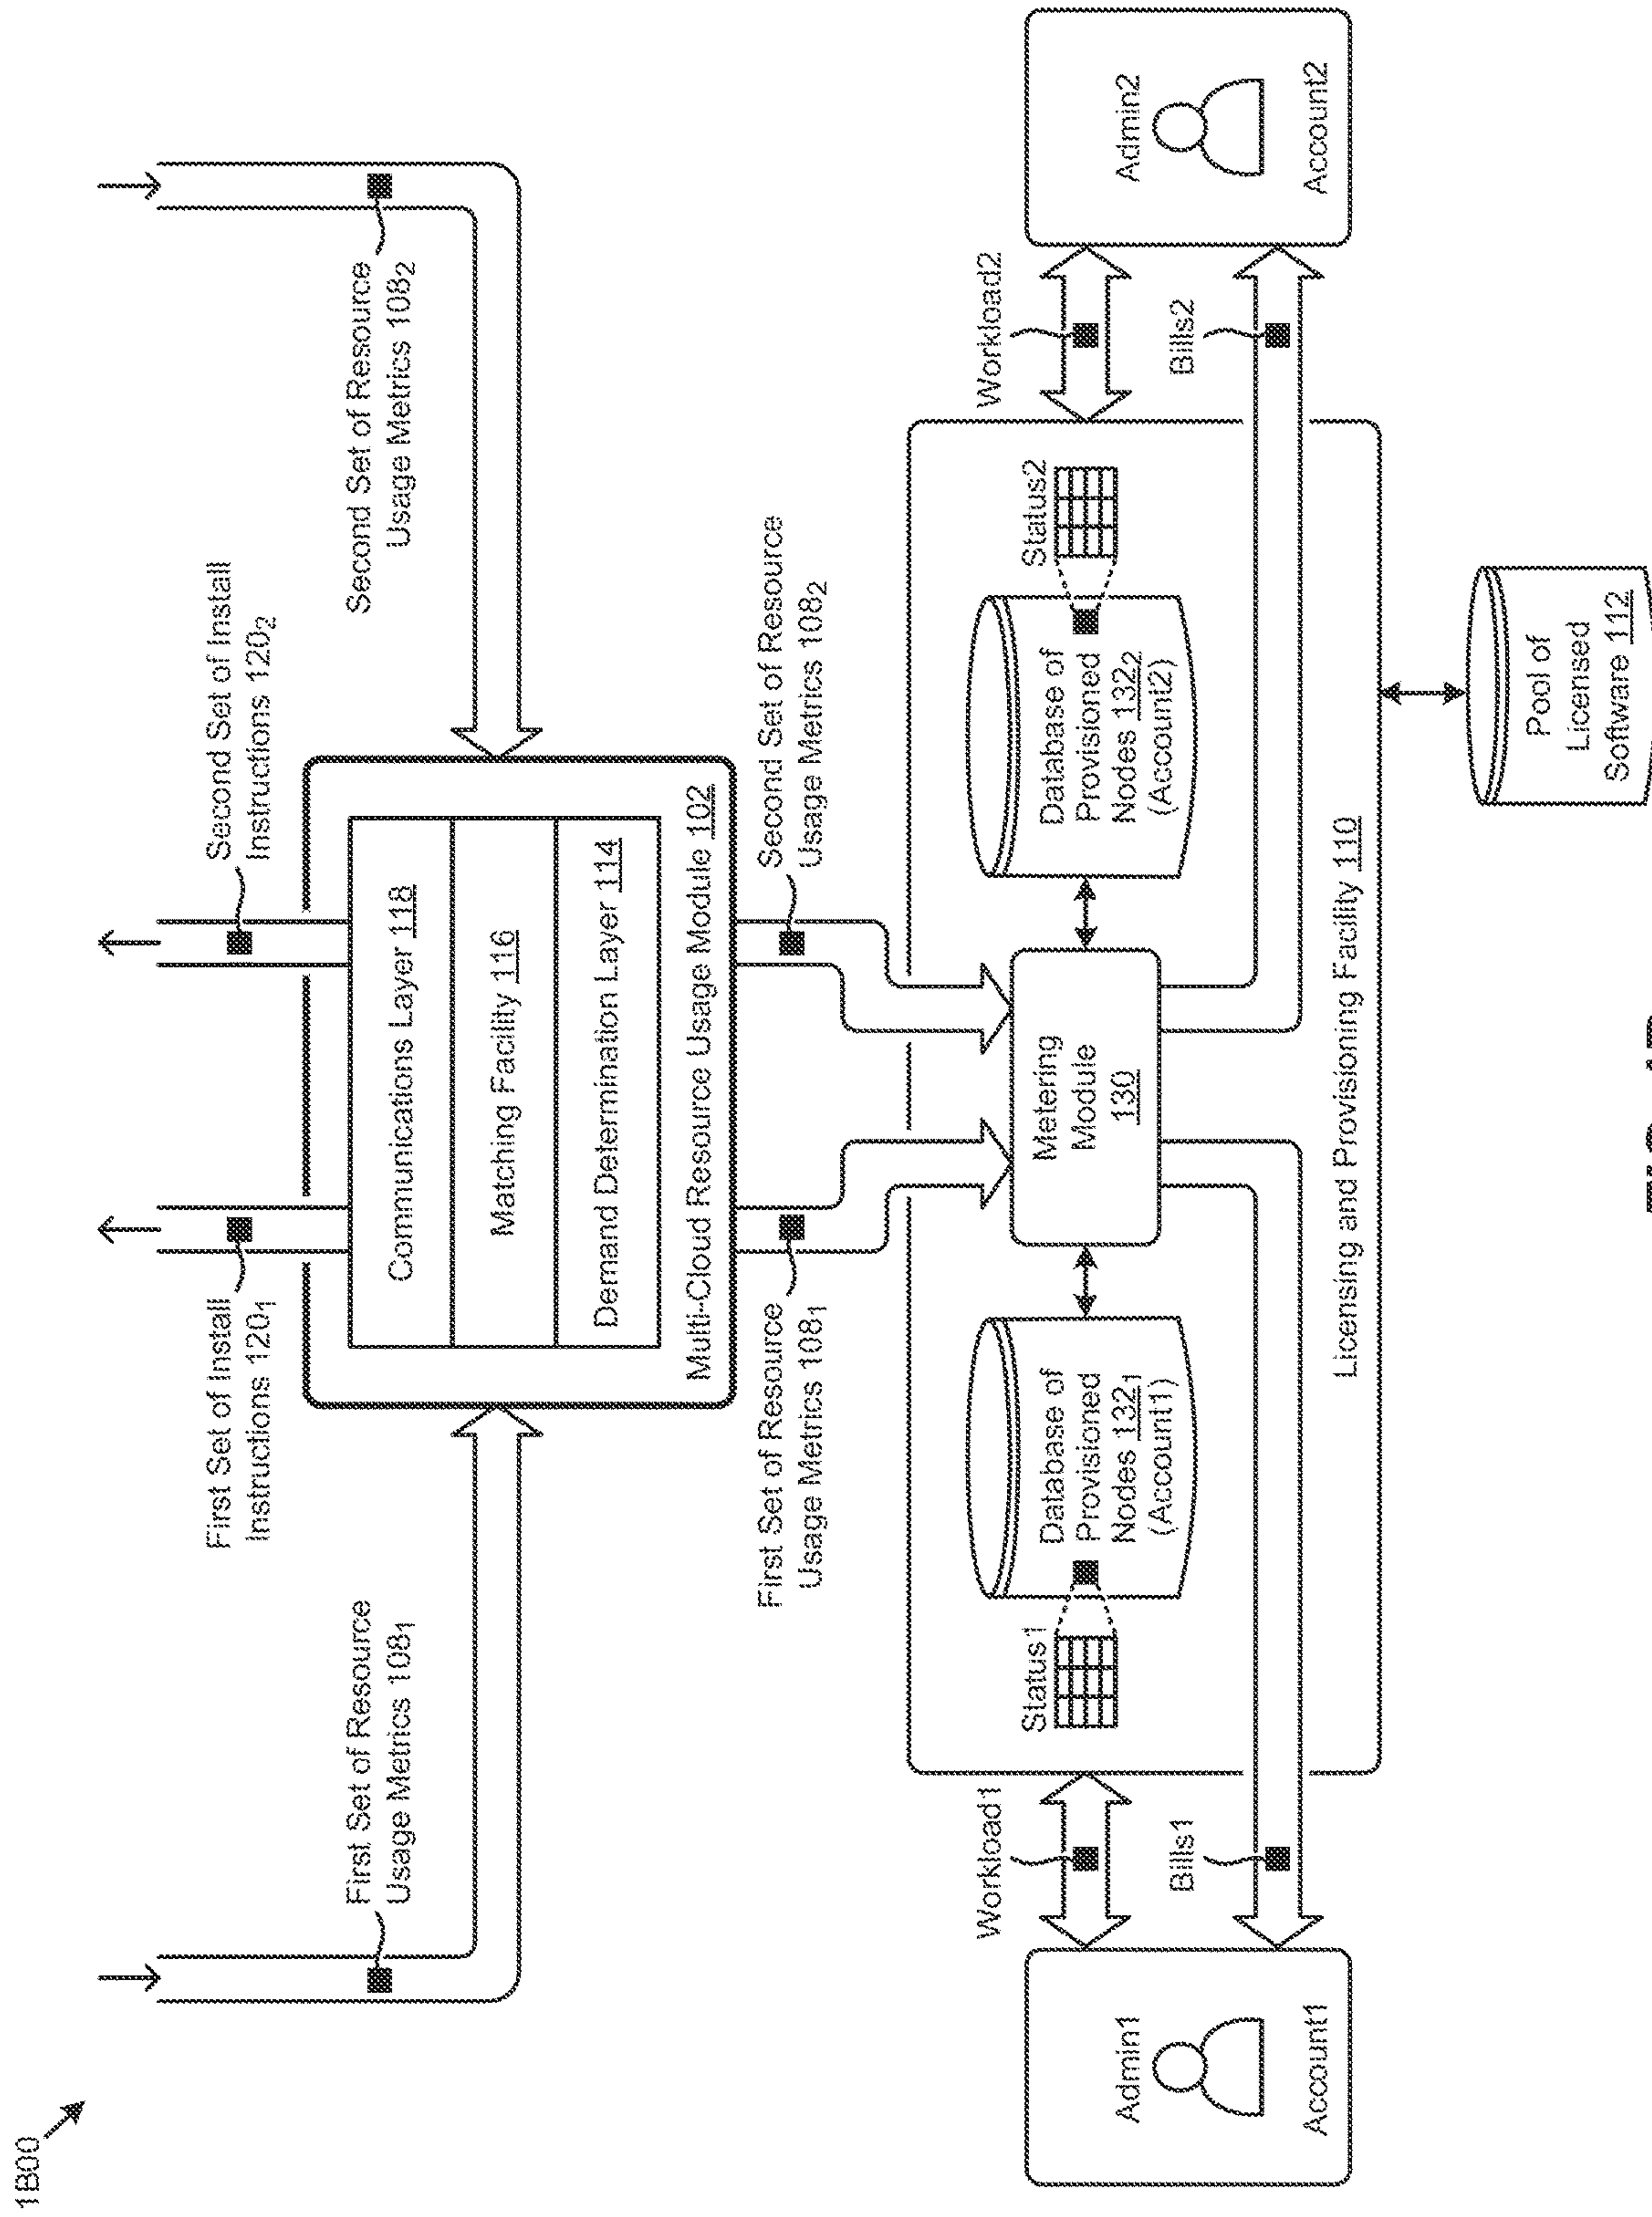 1B00
First Set of Install
Instructions 120₁
Second Set of Install
Instructions 120₂
First Set of Resource
Usage Metrics 108₁
Second Set of Resource
Usage Metrics 108₂
Communications Layer 118
Matching Facility 116
Demand Determination Layer 114
Multi-Cloud Resource Usage Module 102
First Set of Resource
Usage Metrics 108₁
Second Set of Resource
Usage Metrics 108₂
Workload1
Workload2
Status1
Status2
Database of
Provisioned
Nodes 132₁
(Account1)
Metering
Module
130
Database of
Provisioned
Nodes 132₂
(Account2)
Admin1
Account1
Bills1
Bills2
Admin2
Account2
Licensing and Provisioning Facility 110
Pool of
Licensed
Software 112